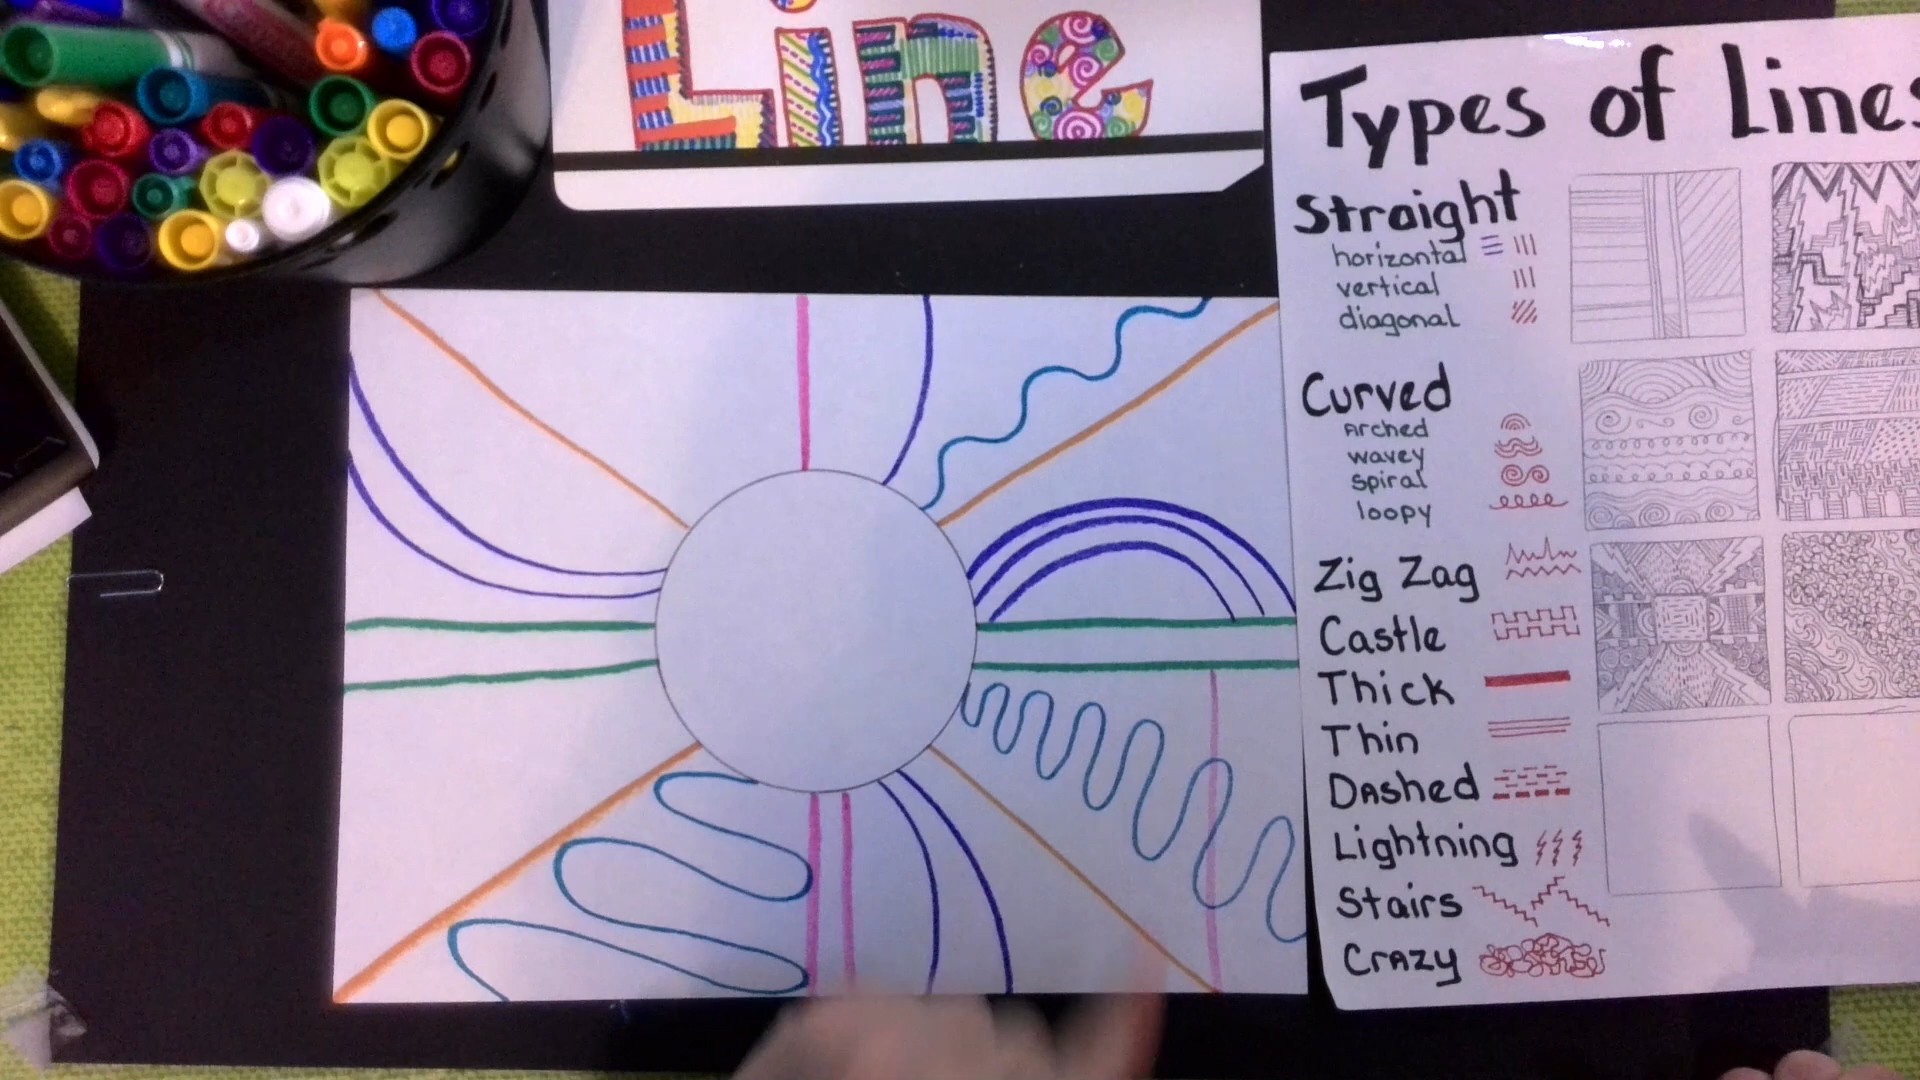 Line
Types of Lines
Straight
horizontal
vertical
diagonal
Curved
Arched
wavey
spiral
loopy
Zig Zag
Castle
Thick
Thin
Dashed
Lightning
Stairs
Crazy